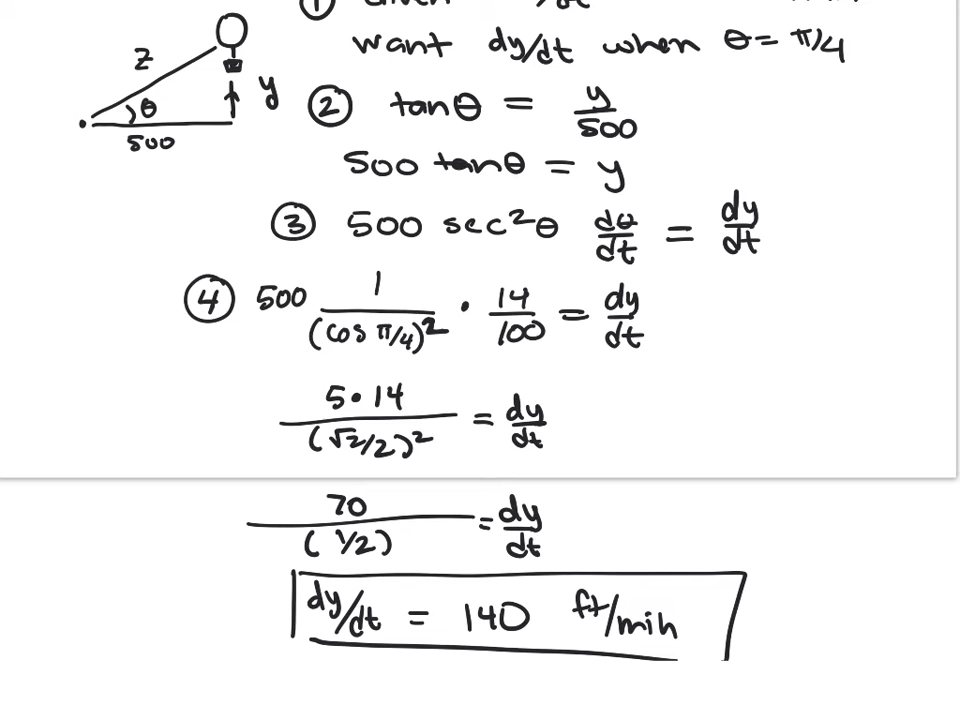 ① Given
want dy/dt when θ = π/4
z
θ
y
500
② tanθ = y/500
500 tanθ = y
③ 500 sec²θ dθ/dt = dy/dt
④ 500 1/(cos π/4)² · 14/100 = dy/dt
5·14/(√2/2)² = dy/dt
70/(1/2) = dy/dt
dy/dt = 140 ft/min